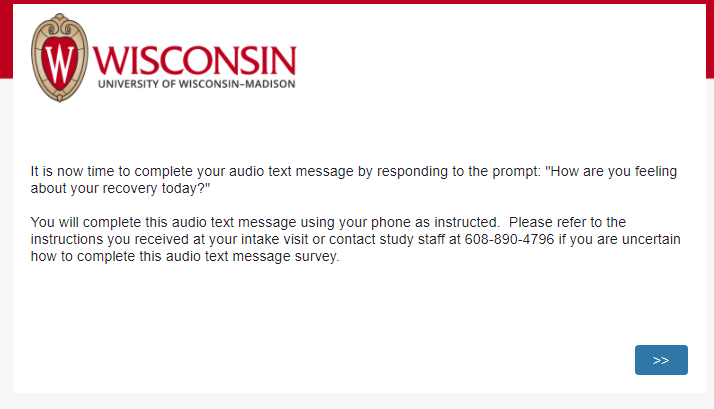 W
WISCONSIN
UNIVERSITY OF WISCONSIN–MADISON
It is now time to complete your audio text message by responding to the prompt: "How are you feeling
about your recovery today?"
You will complete this audio text message using your phone as instructed.  Please refer to the
instructions you received at your intake visit or contact study staff at 608-890-4796 if you are uncertain
how to complete this audio text message survey.
>>